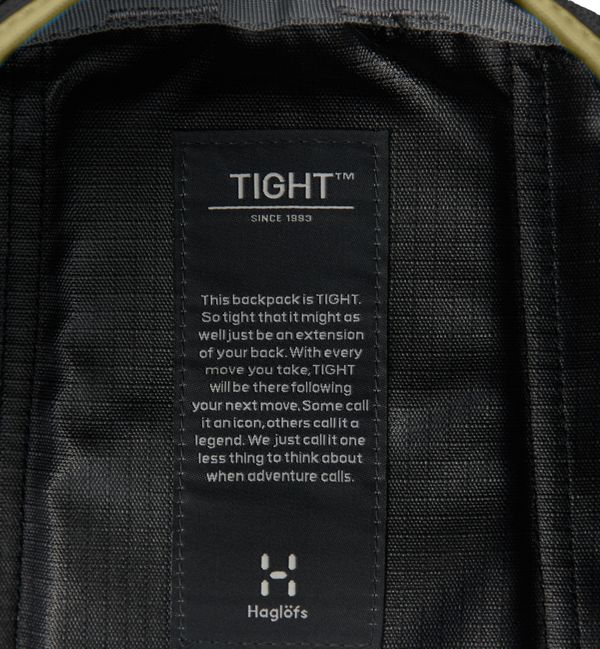 TIGHT™
SINCE 1993
This backpack is TIGHT.
So tight that it might as
well just be an extension
of your back. With every
move you take, TIGHT
will be there following
your next move. Some call
it an icon, others call it a
legend. We just call it one
less thing to think about
when adventure calls.
Haglöfs